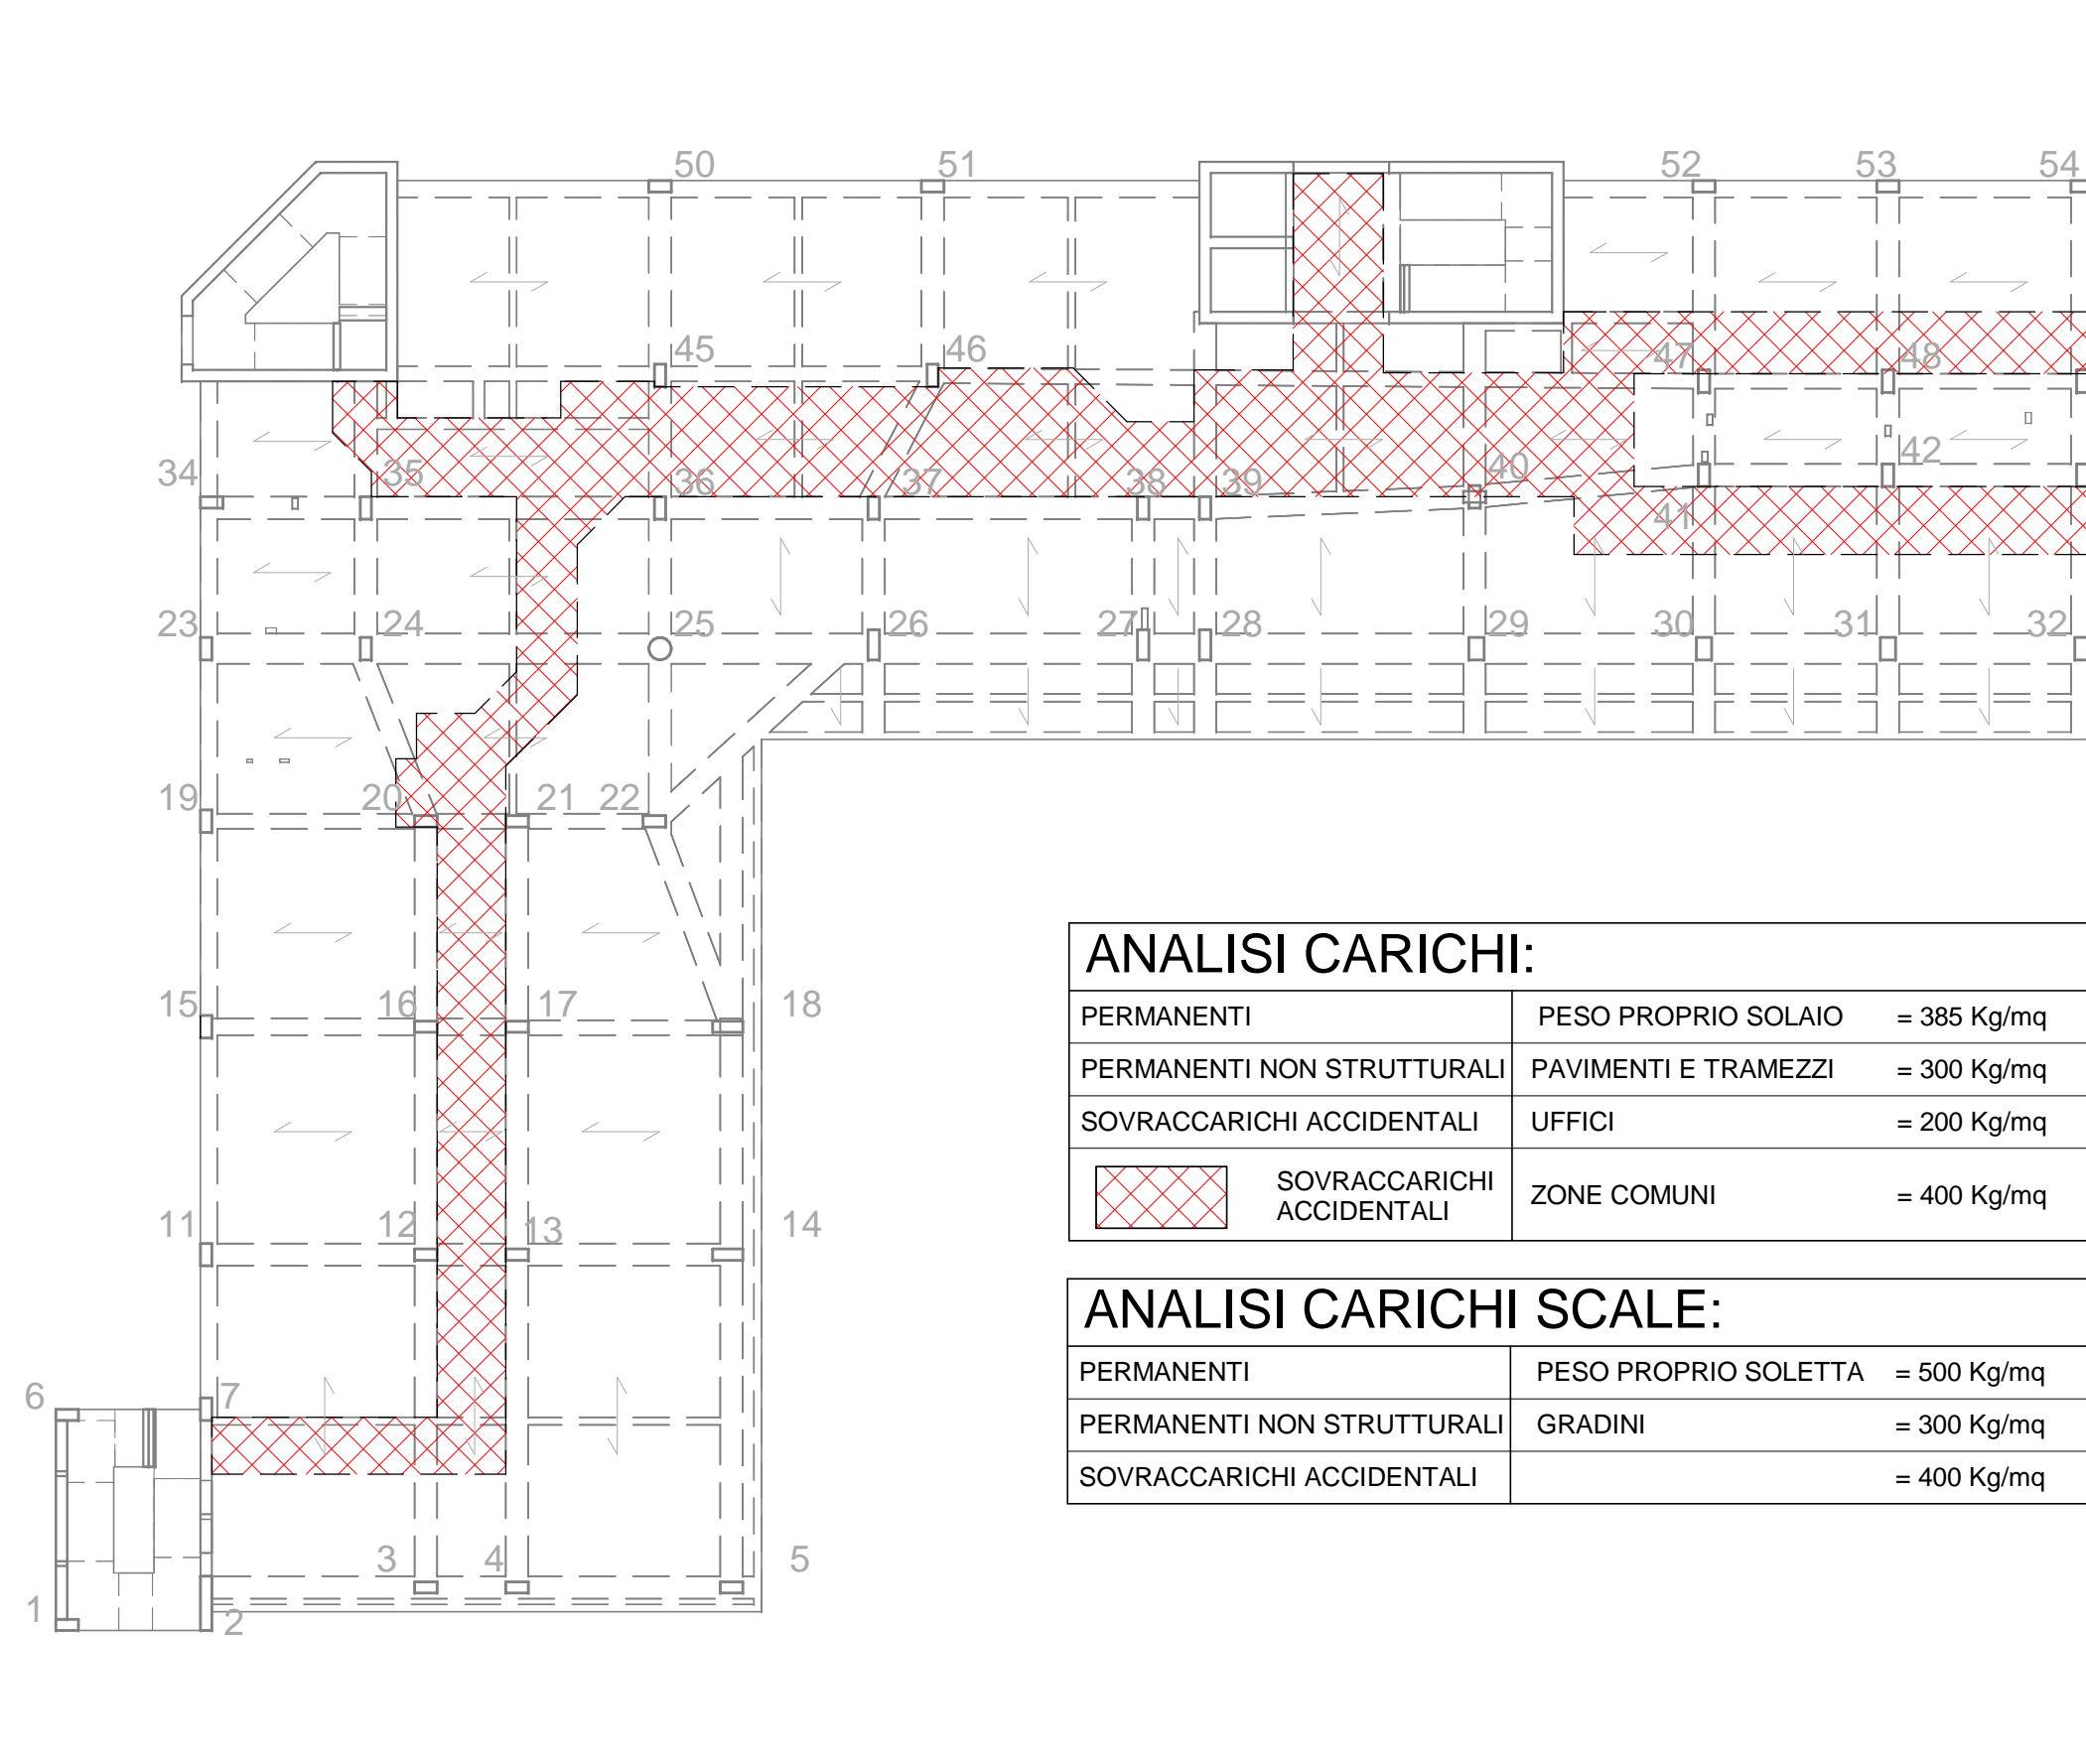 50 51 52 53 54
45 46 47 48
34 35 36 37 38 39 40 42
41
23 24 25 26 27 28 29 30 31 32
19 20 21 22
15 16 17 18
11 12 13 14
6 7
3 4 5
1 2
ANALISI CARICHI:
PERMANENTI PESO PROPRIO SOLAIO = 385 Kg/mq
PERMANENTI NON STRUTTURALI PAVIMENTI E TRAMEZZI = 300 Kg/mq
SOVRACCARICHI ACCIDENTALI UFFICI = 200 Kg/mq
SOVRACCARICHI
ACCIDENTALI ZONE COMUNI = 400 Kg/mq
ANALISI CARICHI SCALE:
PERMANENTI PESO PROPRIO SOLETTA = 500 Kg/mq
PERMANENTI NON STRUTTURALI GRADINI = 300 Kg/mq
SOVRACCARICHI ACCIDENTALI = 400 Kg/mq